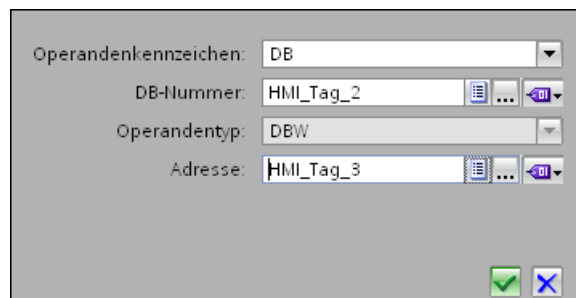 Operandenkennzeichen: DB
DB-Nummer: HMI_Tag_2 ...
Operandentyp: DBW
Adresse: HMI_Tag_3 ...